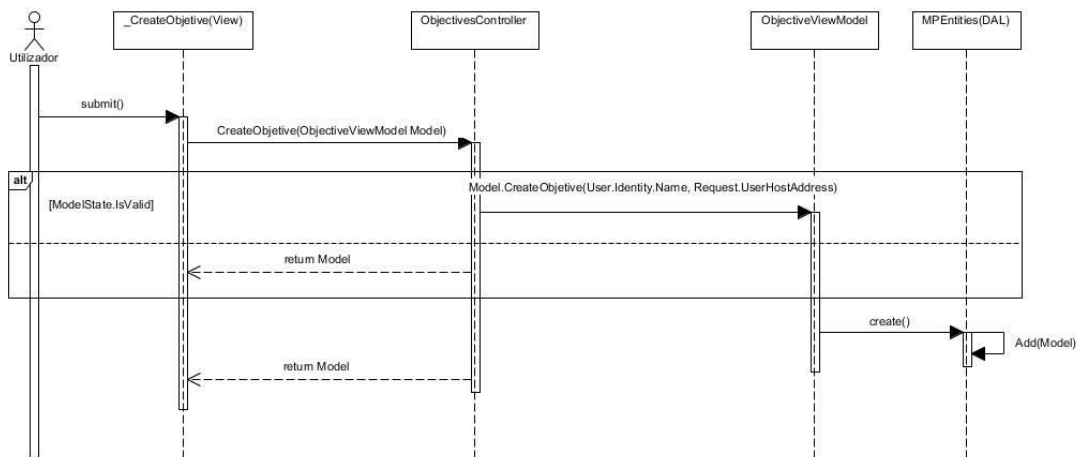 _CreateObjetive(View)
ObjectivesController
ObjectiveViewModel
MPEntities(DAL)
Utilizador
submit()
CreateObjetive(ObjectiveViewModel Model)
alt
Model.CreateObjetive(User.Identity.Name, Request.UserHostAddress)
[ModelState.IsValid]
return Model
create()
Add(Model)
return Model